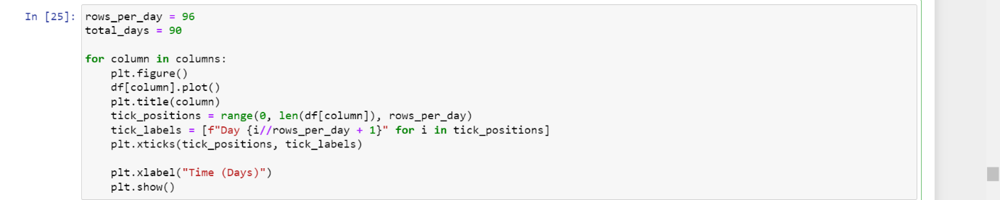 In [25]: rows_per_day = 96
total_days = 90

for column in columns:
    plt.figure()
    df[column].plot()
    plt.title(column)
    tick_positions = range(0, len(df[column]), rows_per_day)
    tick_labels = [f"Day {i//rows_per_day + 1}" for i in tick_positions]
    plt.xticks(tick_positions, tick_labels)

    plt.xlabel("Time (Days)")
    plt.show()